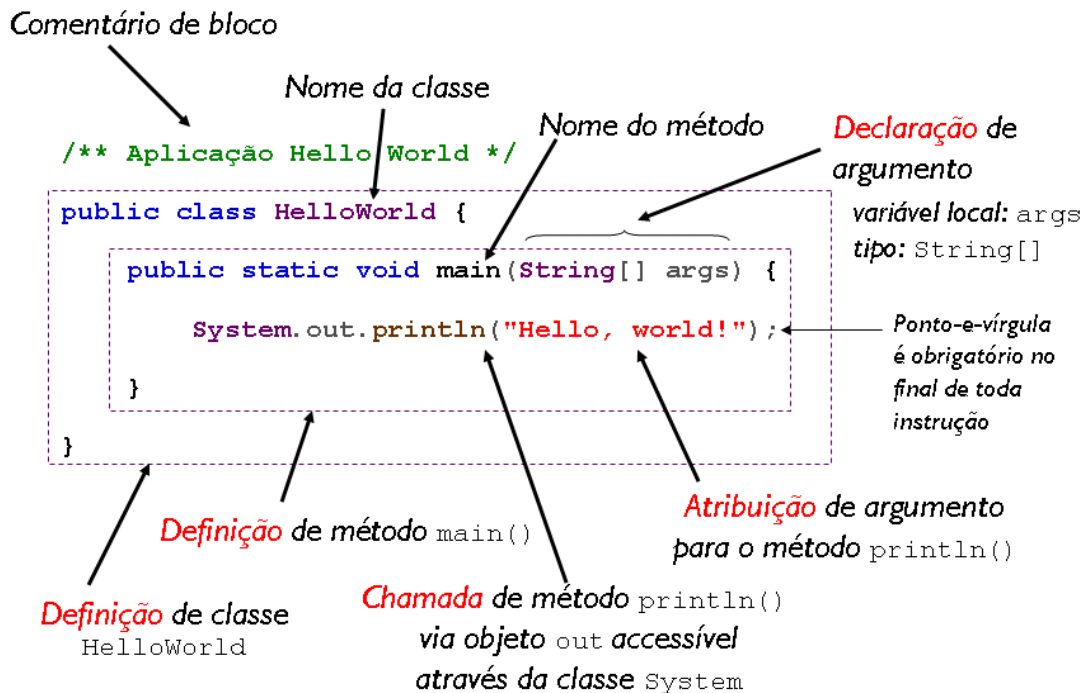 Comentário de bloco
Nome da classe
Nome do método
Declaração de
argumento
variável local: args
tipo: String[]
/** Aplicação Hello World */
public class HelloWorld {
public static void main(String[] args) {
System.out.println("Hello, world!");
}
}
Ponto-e-vírgula
é obrigatório no
final de toda
instrução
Definição de método main()
Atribuição de argumento
para o método println()
Definição de classe
HelloWorld
Chamada de método println()
via objeto out accessível
através da classe System